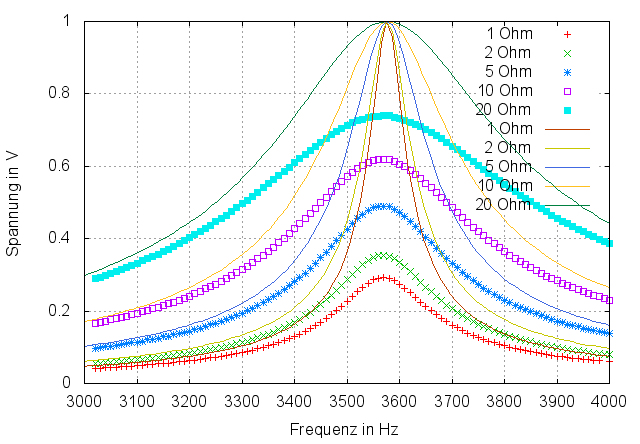 1
0.8
0.6
0.4
0.2
0
3000 3100 3200 3300 3400 3500 3600 3700 3800 3900 4000
Spannung in V
Frequenz in Hz
1 Ohm
2 Ohm
5 Ohm
10 Ohm
20 Ohm
1 Ohm
2 Ohm
5 Ohm
10 Ohm
20 Ohm